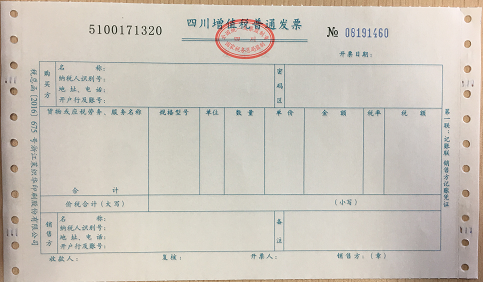 5100171320
四川增值税普通发票
№ 08191460
开票日期:
购买方
名 称:
纳税人识别号:
地 址、电 话:
开户行及账号:
密码区
货物或应税劳务、服务名称 规格型号 单位 数 量 单 价 金 额 税率 税 额
合 计
价税合计(大写) (小写)
销售方
名 称:
纳税人识别号:
地 址、电 话:
开户行及账号:
备注
收款人: 复核: 开票人: 销售方:(章)
第一联:记账联 销售方记账凭证